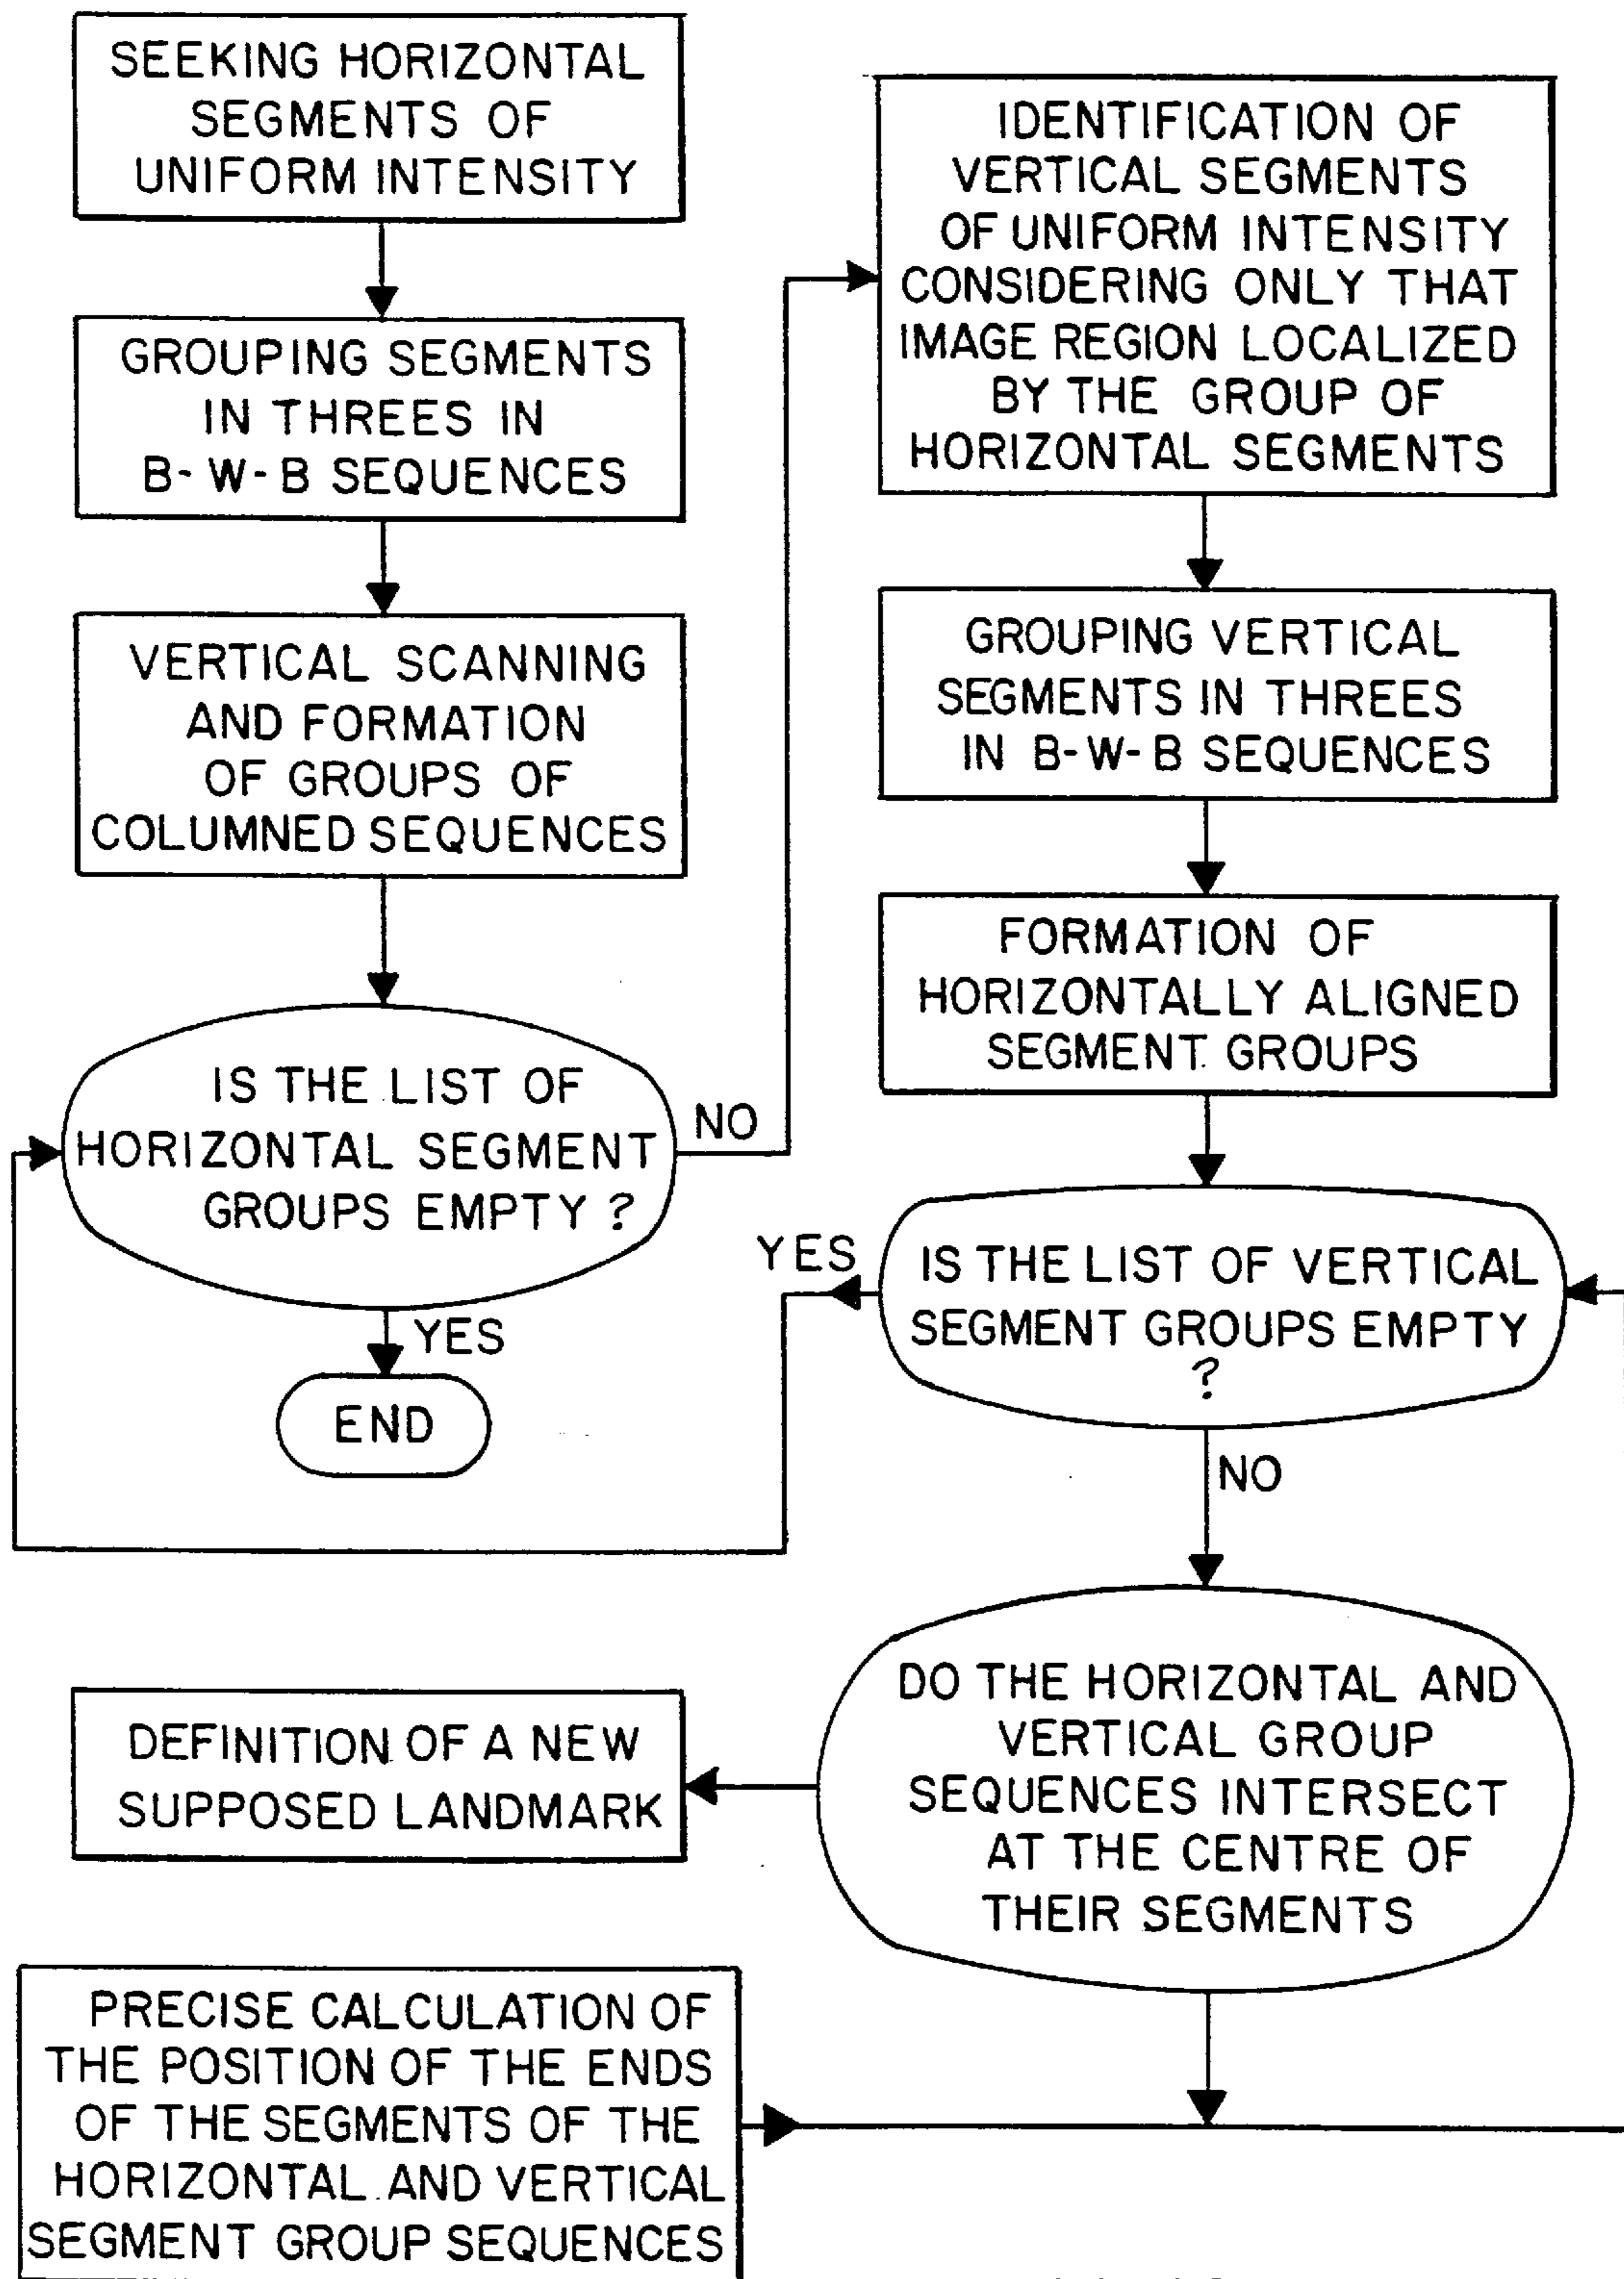 SEEKING HORIZONTAL
SEGMENTS OF
UNIFORM INTENSITY
GROUPING SEGMENTS
IN THREES IN
B-W-B SEQUENCES
VERTICAL SCANNING
AND FORMATION
OF GROUPS OF
COLUMNED SEQUENCES
IS THE LIST OF
HORIZONTAL SEGMENT
GROUPS EMPTY ?
NO
YES
END
IDENTIFICATION OF
VERTICAL SEGMENTS
OF UNIFORM INTENSITY
CONSIDERING ONLY THAT
IMAGE REGION LOCALIZED
BY THE GROUP OF
HORIZONTAL SEGMENTS
GROUPING VERTICAL
SEGMENTS IN THREES
IN B-W-B SEQUENCES
FORMATION OF
HORIZONTALLY ALIGNED
SEGMENT GROUPS
YES
IS THE LIST OF VERTICAL
SEGMENT GROUPS EMPTY
?
NO
DO THE HORIZONTAL AND
VERTICAL GROUP
SEQUENCES INTERSECT
AT THE CENTRE OF
THEIR SEGMENTS
DEFINITION OF A NEW
SUPPOSED LANDMARK
PRECISE CALCULATION OF
THE POSITION OF THE ENDS
OF THE SEGMENTS OF THE
HORIZONTAL AND VERTICAL
SEGMENT GROUP SEQUENCES